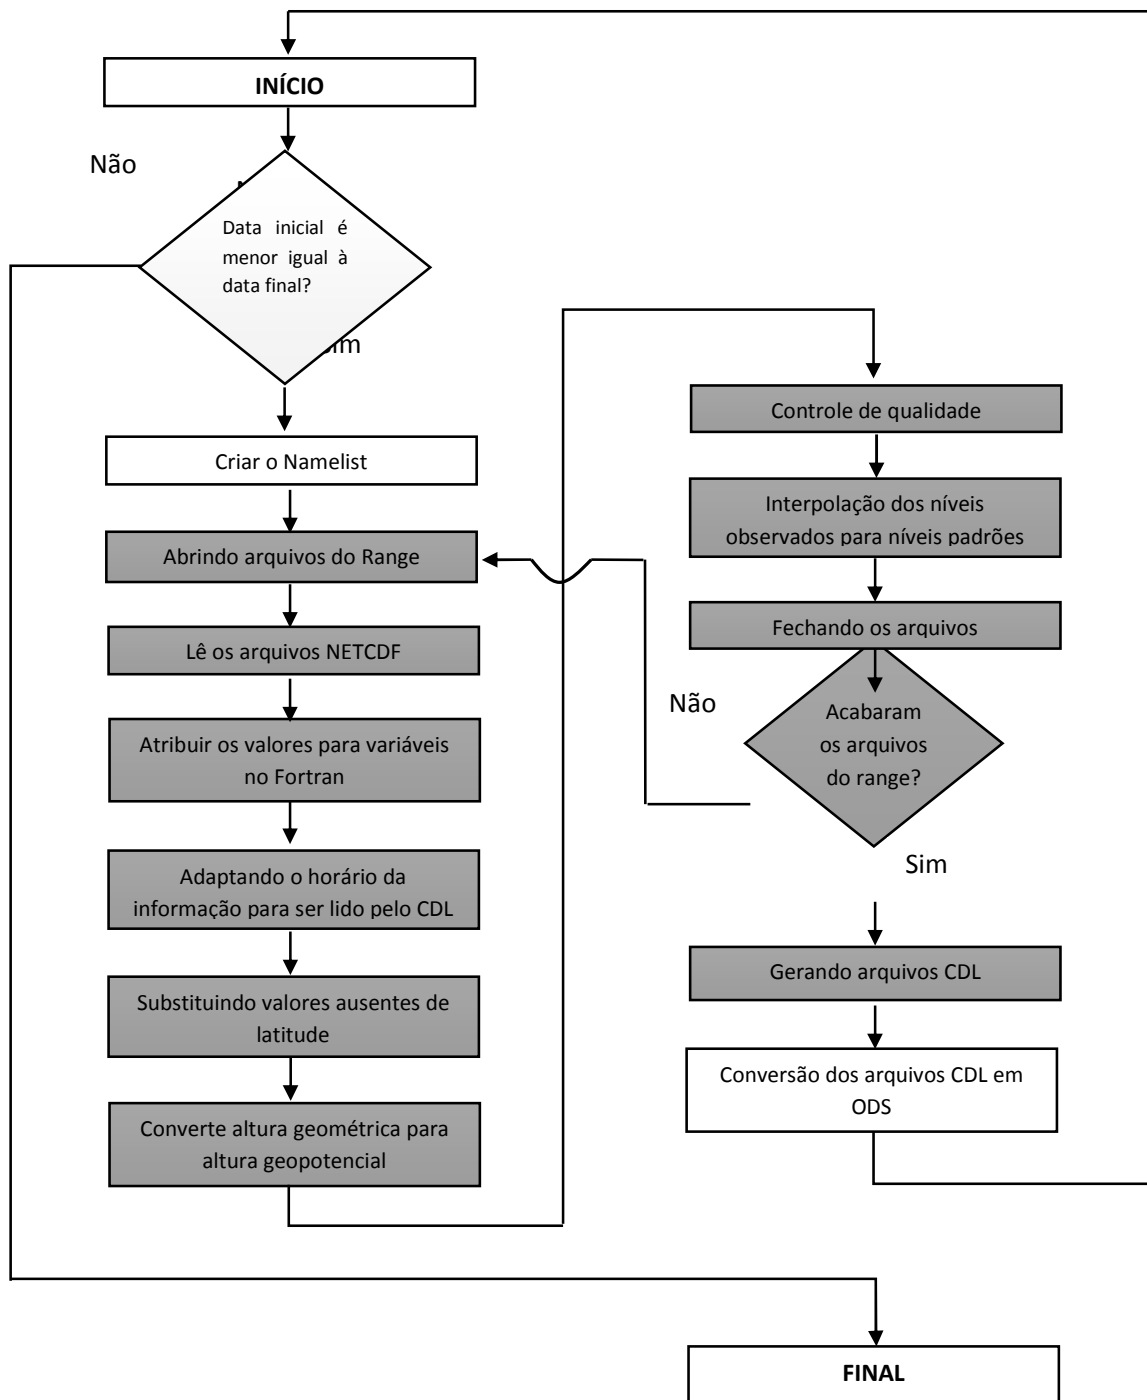 INÍCIO
Não
Data inicial é
menor igual à
data final?
Criar o Namelist
Abrindo arquivos do Range
Lê os arquivos NETCDF
Atribuir os valores para variáveis
no Fortran
Adaptando o horário da
informação para ser lido pelo CDL
Substituindo valores ausentes de
latitude
Converte altura geométrica para
altura geopotencial
Controle de qualidade
Interpolação dos níveis
observados para níveis padrões
Fechando os arquivos
Não
Acabaram
os arquivos
do range?
Sim
Gerando arquivos CDL
Conversão dos arquivos CDL em
ODS
FINAL